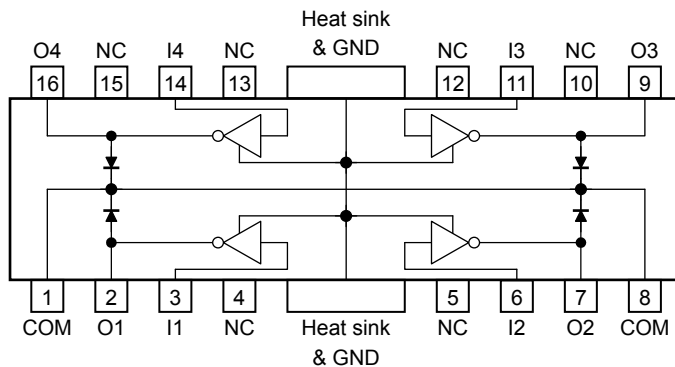 Heat sink
& GND
O4 NC I4 NC NC I3 NC O3
16 15 14 13 12 11 10 9
1 2 3 4 5 6 7 8
COM O1 I1 NC Heat sink NC I2 O2 COM
& GND